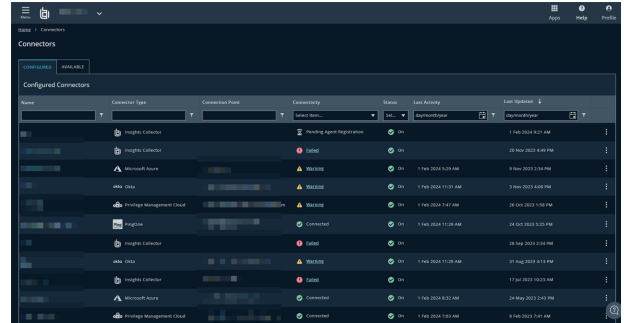 Menu
Apps Help Profile
Home > Connectors
Connectors
CONFIGURED AVAILABLE
Configured Connectors
Name Connector Type Connection Point Connectivity Status Last Activity Last Updated ↓
Select item... Sel... day/month/year day/month/year
Insights Collector Pending Agent Registration On 1 Feb 2024 9:31 AM
Insights Collector Failed On 20 Nov 2023 4:49 PM
Microsoft Azure Warning On 1 Feb 2024 5:29 AM 9 Nov 2023 2:34 PM
okta Okta Warning On 1 Feb 2024 11:31 AM 3 Nov 2023 4:08 PM
Privilege Management Cloud m Warning On 1 Feb 2024 7:47 AM 26 Oct 2023 1:58 PM
Ping PingOne Connected On 1 Feb 2024 11:29 AM 24 Oct 2023 5:25 PM
Insights Collector Failed On 28 Sep 2023 2:34 PM
okta Okta Warning On 1 Feb 2024 11:29 AM 31 Aug 2023 4:13 PM
Insights Collector Failed On 17 Jul 2023 10:23 AM
Microsoft Azure Connected On 1 Feb 2024 8:32 AM 24 May 2023 2:43 PM
Privilege Management Cloud Connected On 1 Feb 2024 7:03 AM 8 Feb 2023 7:41 AM